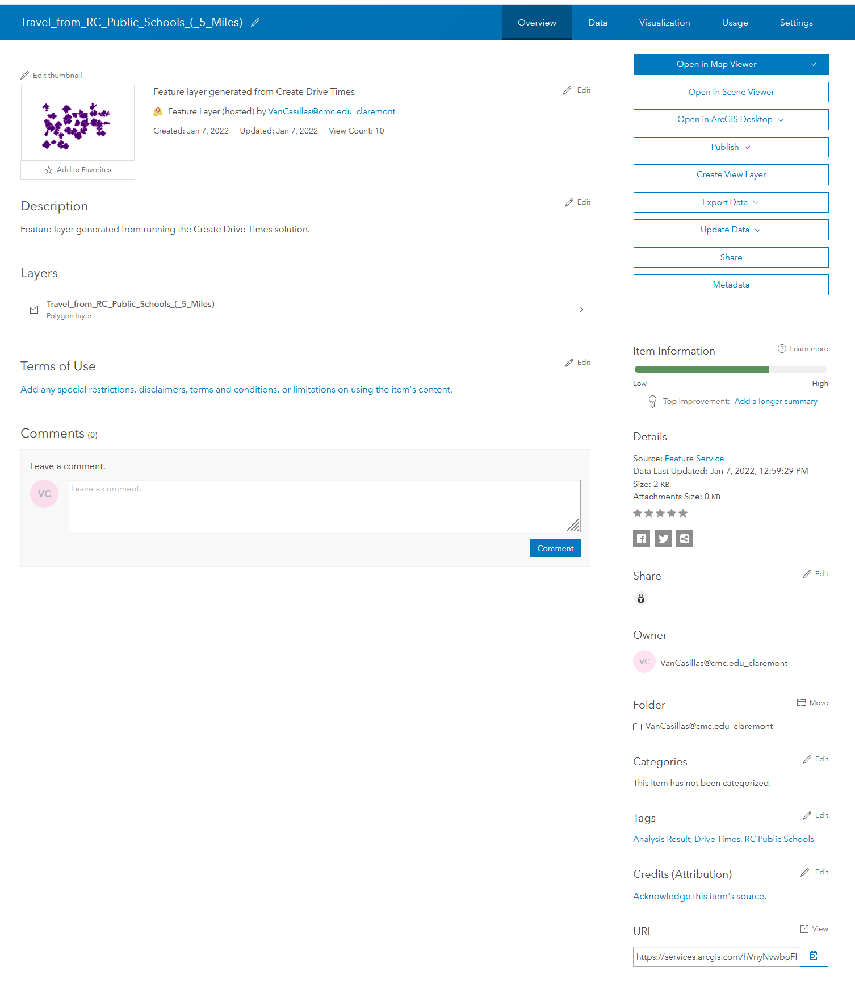 Travel_from_RC_Public_Schools_(_5_Miles)
Overview
Data
Visualization
Usage
Settings
Edit thumbnail
Add to Favorites
Feature layer generated from Create Drive Times
Edit
Feature Layer (hosted) by VanCasillas@cmc.edu_claremont
Created: Jan 7, 2022 Updated: Jan 7, 2022 View Count: 10
Description
Edit
Feature layer generated from running the Create Drive Times solution.
Layers
Travel_from_RC_Public_Schools_(_5_Miles)
Polygon layer
Terms of Use
Edit
Add any special restrictions, disclaimers, terms and conditions, or limitations on using the item's content.
Comments (0)
Leave a comment.
VC
Leave a comment.
Comment
Open in Map Viewer
Open in Scene Viewer
Open in ArcGIS Desktop
Publish
Create View Layer
Export Data
Update Data
Share
Metadata
Item Information
Learn more
Low
High
Top Improvement: Add a longer summary
Details
Source: Feature Service
Data Last Updated: Jan 7, 2022, 12:59:29 PM
Size: 2 KB
Attachments Size: 0 KB
Share
Edit
Owner
VC
VanCasillas@cmc.edu_claremont
Folder
Move
VanCasillas@cmc.edu_claremont
Categories
Edit
This item has not been categorized.
Tags
Edit
Analysis Result, Drive Times, RC Public Schools
Credits (Attribution)
Edit
Acknowledge this item's source.
URL
View
https://services.arcgis.com/hVnyNvwbpFF